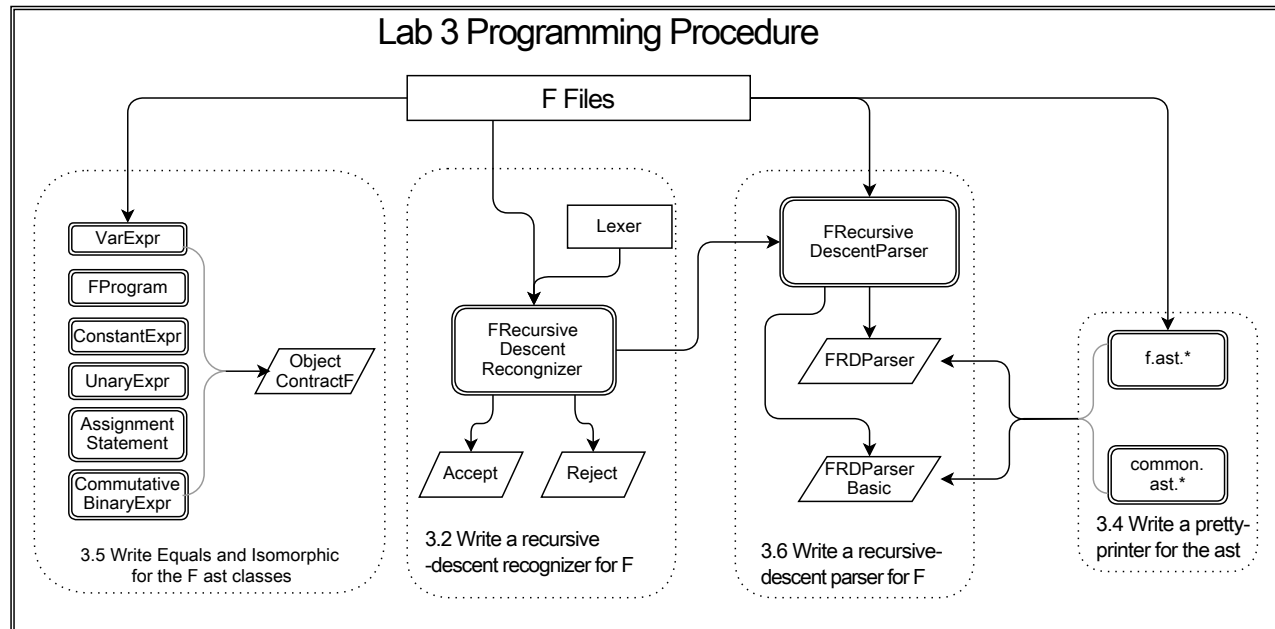 Lab 3 Programming Procedure
F Files
VarExpr
FProgram
ConstantExpr
UnaryExpr
Assignment
Statement
Commutative
BinaryExpr
Object
ContractF
3.5 Write Equals and Isomorphic
for the F ast classes
Lexer
FRecursive
Descent
Recongnizer
Accept
Reject
3.2 Write a recursive
-descent recognizer for F
FRecursive
DescentParser
FRDParser
FRDParser
Basic
3.6 Write a recursive-
descent parser for F
f.ast.*
common.
ast.*
3.4 Write a pretty-
printer for the ast